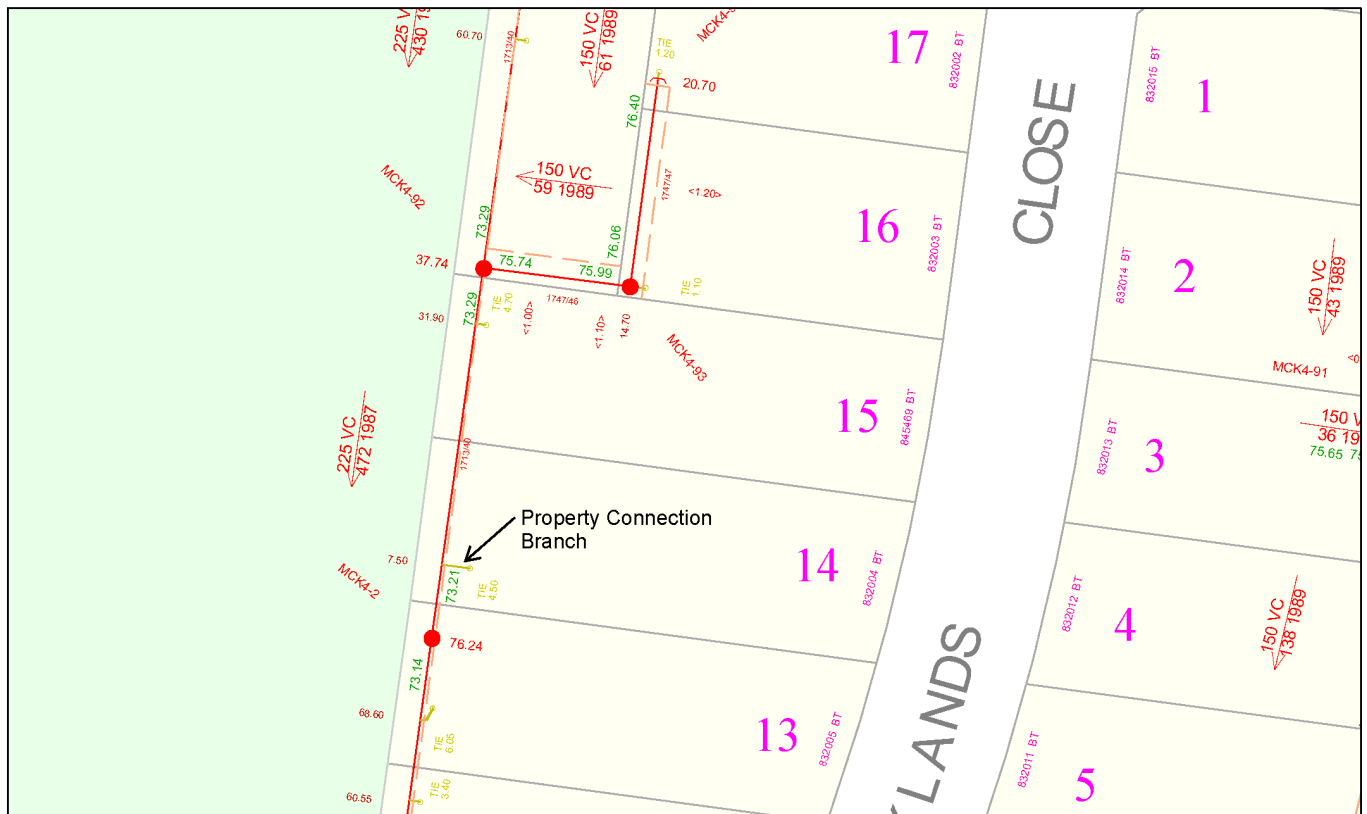 225 V
430 19
60.70
1713/40
150 VC
61 1989
TIE
1.20
MCK4-
20.70
17
832002 BT
CLOSE
832015 BT
1
76.40
MCK4-92
150 VC
59 1989
1747/47
<1.20>
16
832003 BT
832014 BT
2
150 VC
43 1989
73.29
76.06
37.74
75.74
75.99
73.29
TIE
4.70
1747/46
TIE
1.10
31.90
<1.00>
<1.10>
14.70
MCK4-93
MCK4-91
<0
15
845469 BT
832013 BT
3
150 V
36 19
75.65
225 VC
472 1987
1713/40
Property Connection
Branch
7.50
MCK4-2
73.21
TIE
4.50
14
832004 BT
832012 BT
4
150 VC
138 1989
76.24
73.14
68.60
TIE
6.05
13
832005 BT
KLANDS
832011 BT
5
60.55
TIE
3.40